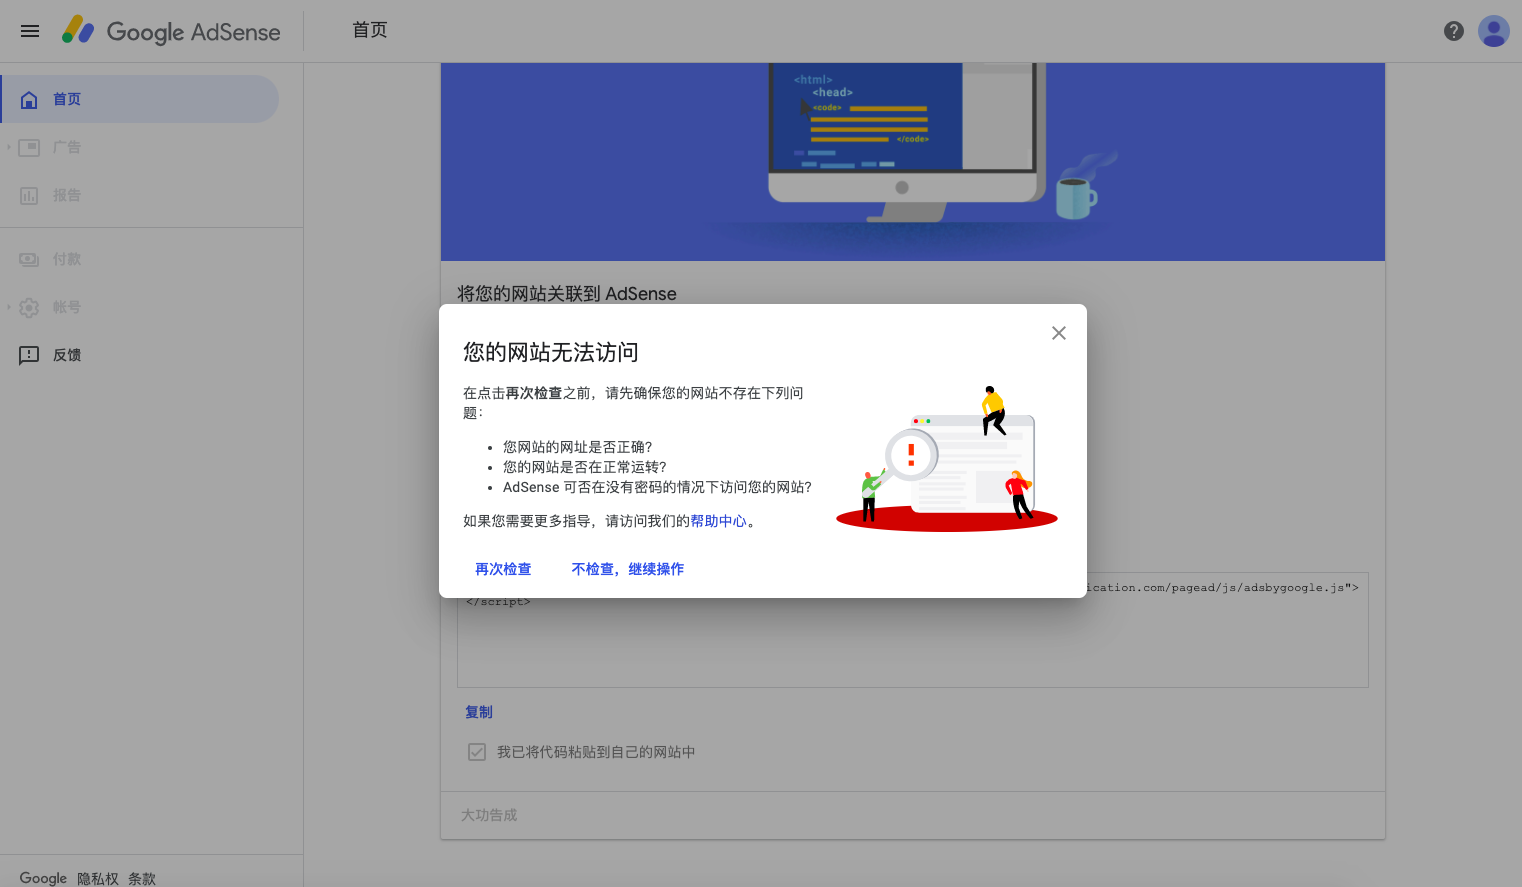 Google AdSense
首页
首页
广告
报告
付款
帐号
反馈
<html>
<head>
<code>
</code>
将您的网站关联到 AdSense
您的网站无法访问
在点击再次检查之前，请先确保您的网站不存在下列问
题：
您网站的网址是否正确？
您的网站是否在正常运转？
AdSense 可否在没有密码的情况下访问您的网站？
如果您需要更多指导，请访问我们的帮助中心。
再次检查 不检查，继续操作
ication.com/pagead/js/adsbygoogle.js">
</script>
复制
我已将代码粘贴到自己的网站中
大功告成
Google 隐私权 条款